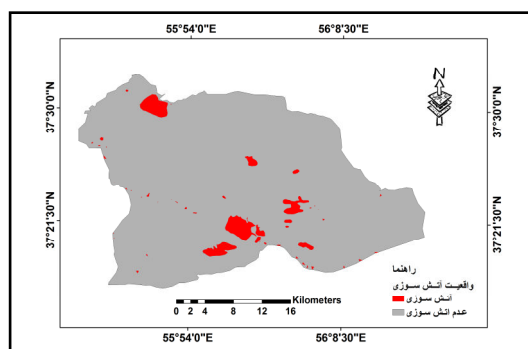 55°54'0"E 56°8'30"E
N
37°30'0"N 37°30'0"N
37°21'30"N 37°21'30"N
راهنما
واقعیت آتش سوزی
آتش سوزی
عدم آتش سوزی
Kilometers
0 2 4 8 12 16
55°54'0"E 56°8'30"E